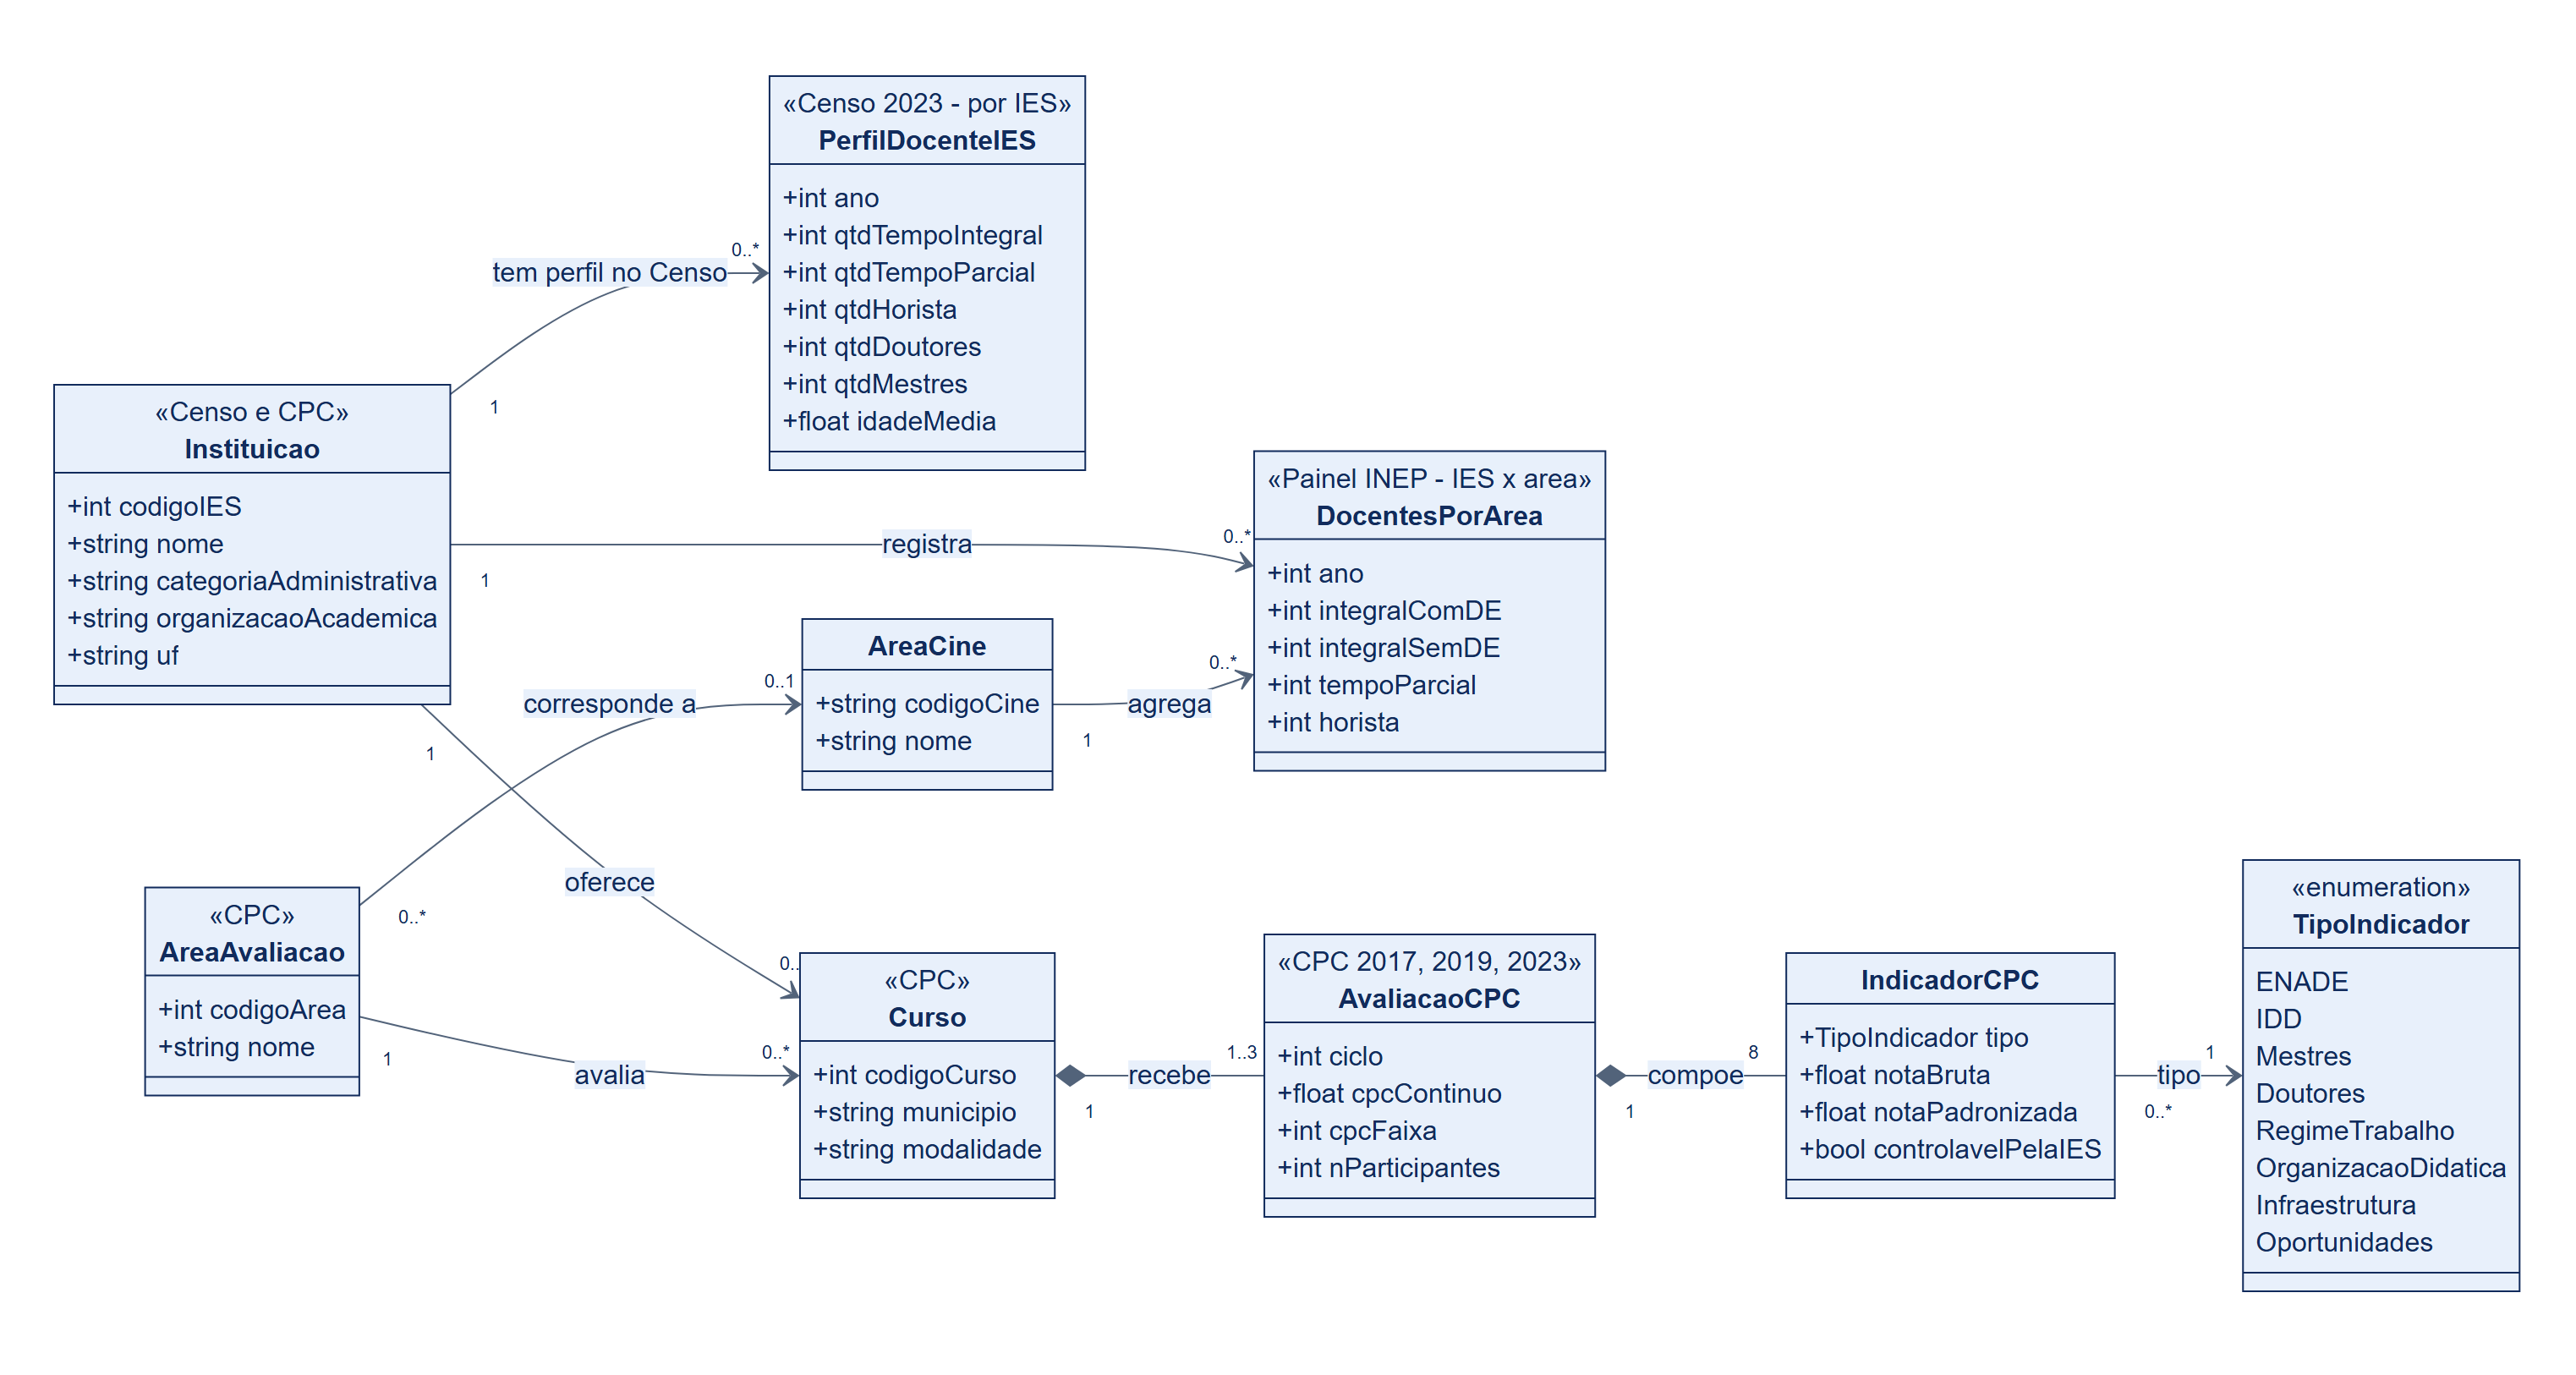 «Censo 2023 - por IES»
PerfilDocenteIES
+int ano
+int qtdTempoIntegral
+int qtdTempoParcial
+int qtdHorista
+int qtdDoutores
+int qtdMestres
+float idadeMedia
tem perfil no Censo
0..*
1
«Censo e CPC»
Instituicao
+int codigoIES
+string nome
+string categoriaAdministrativa
+string organizacaoAcademica
+string uf
registra
0..*
1
«Painel INEP - IES x area»
DocentesPorArea
+int ano
+int integralComDE
+int integralSemDE
+int tempoParcial
+int horista
AreaCine
+string codigoCine
+string nome
agrega
0..*
1
corresponde a
0..1
0..*
oferece
1
0..
«CPC»
AreaAvaliacao
+int codigoArea
+string nome
avalia
1
0..*
«CPC»
Curso
+int codigoCurso
+string municipio
+string modalidade
recebe
1
1..3
«CPC 2017, 2019, 2023»
AvaliacaoCPC
+int ciclo
+float cpcContinuo
+int cpcFaixa
+int nParticipantes
compoe
1
8
IndicadorCPC
+TipoIndicador tipo
+float notaBruta
+float notaPadronizada
+bool controlavelPelaIES
tipo
1
0..*
«enumeration»
TipoIndicador
ENADE
IDD
Mestres
Doutores
RegimeTrabalho
OrganizacaoDidatica
Infraestrutura
Oportunidades